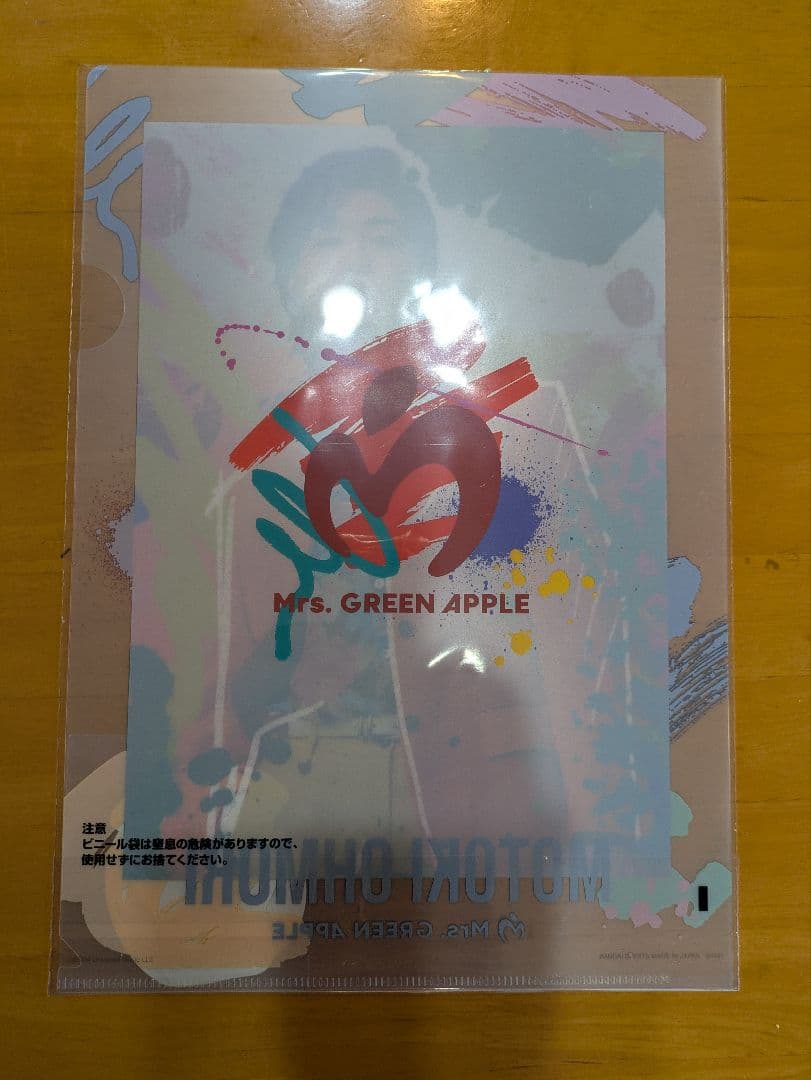 Mrs. GREEN APPLE
注意
ビニール袋は窒息の危険がありますので、
使用せずにお捨てください。
MOTOKI OHMORI
Mrs. GREEN APPLE